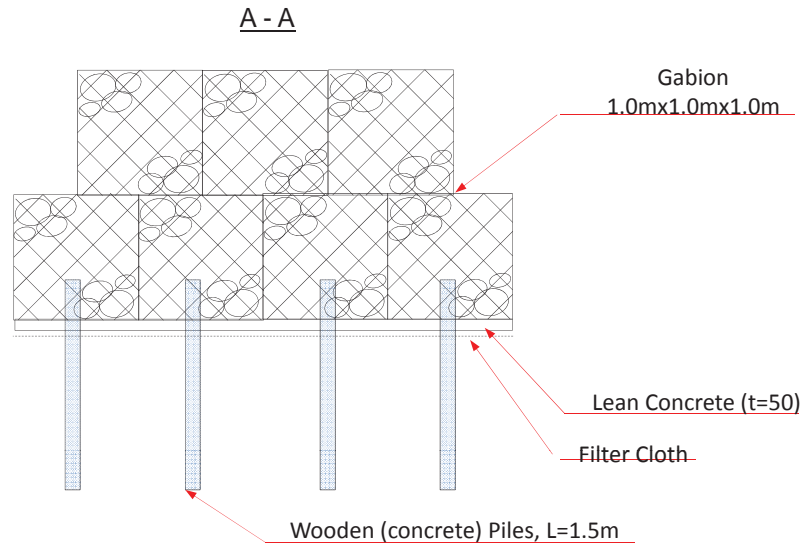 A - A
Gabion
1.0mx1.0mx1.0m
Lean Concrete (t=50)
Filter Cloth
Wooden (concrete) Piles, L=1.5m